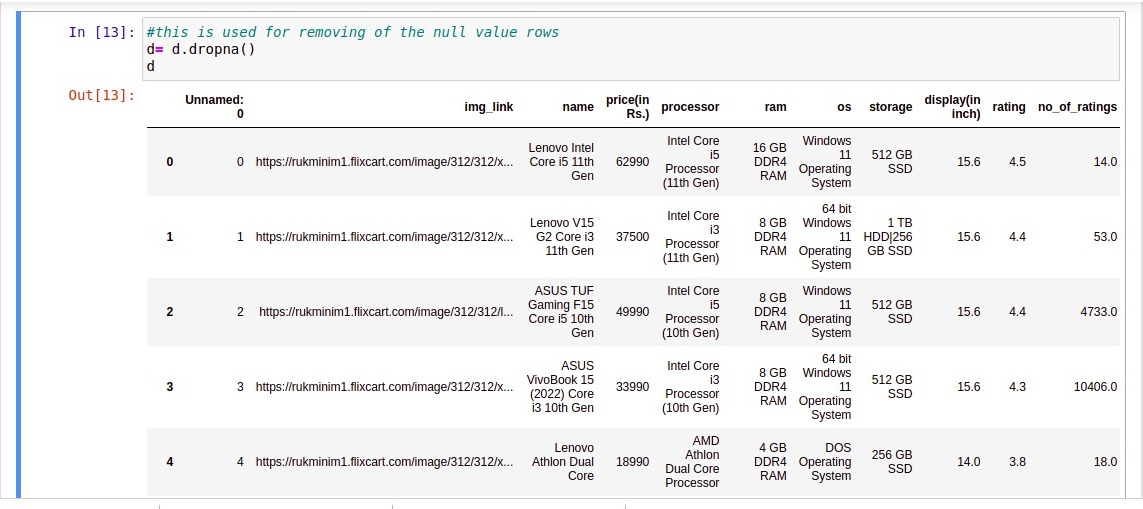 In [13]: #this is used for removing of the null value rows
d= d.dropna()
d
Out[13]:
Unnamed: 0 img_link name price(in Rs.) processor ram os storage display(in inch) rating no_of_ratings
0 0 https://rukminim1.flixcart.com/image/312/312/x... Lenovo Intel Core i5 11th Gen 62990 Intel Core i5 Processor (11th Gen) 16 GB DDR4 RAM Windows 11 Operating System 512 GB SSD 15.6 4.5 14.0
1 1 https://rukminim1.flixcart.com/image/312/312/x... Lenovo V15 G2 Core i3 11th Gen 37500 Intel Core i3 Processor (11th Gen) 8 GB DDR4 RAM 64 bit Windows 11 Operating System 1 TB HDD|256 GB SSD 15.6 4.4 53.0
2 2 https://rukminim1.flixcart.com/image/312/312/l... ASUS TUF Gaming F15 Core i5 10th Gen 49990 Intel Core i5 Processor (10th Gen) 8 GB DDR4 RAM Windows 11 Operating System 512 GB SSD 15.6 4.4 4733.0
3 3 https://rukminim1.flixcart.com/image/312/312/x... ASUS VivoBook 15 (2022) Core i3 10th Gen 33990 Intel Core i3 Processor (10th Gen) 8 GB DDR4 RAM 64 bit Windows 11 Operating System 512 GB SSD 15.6 4.3 10406.0
4 4 https://rukminim1.flixcart.com/image/312/312/x... Lenovo Athlon Dual Core 18990 AMD Athlon Dual Core Processor 4 GB DDR4 RAM DOS Operating System 256 GB SSD 14.0 3.8 18.0